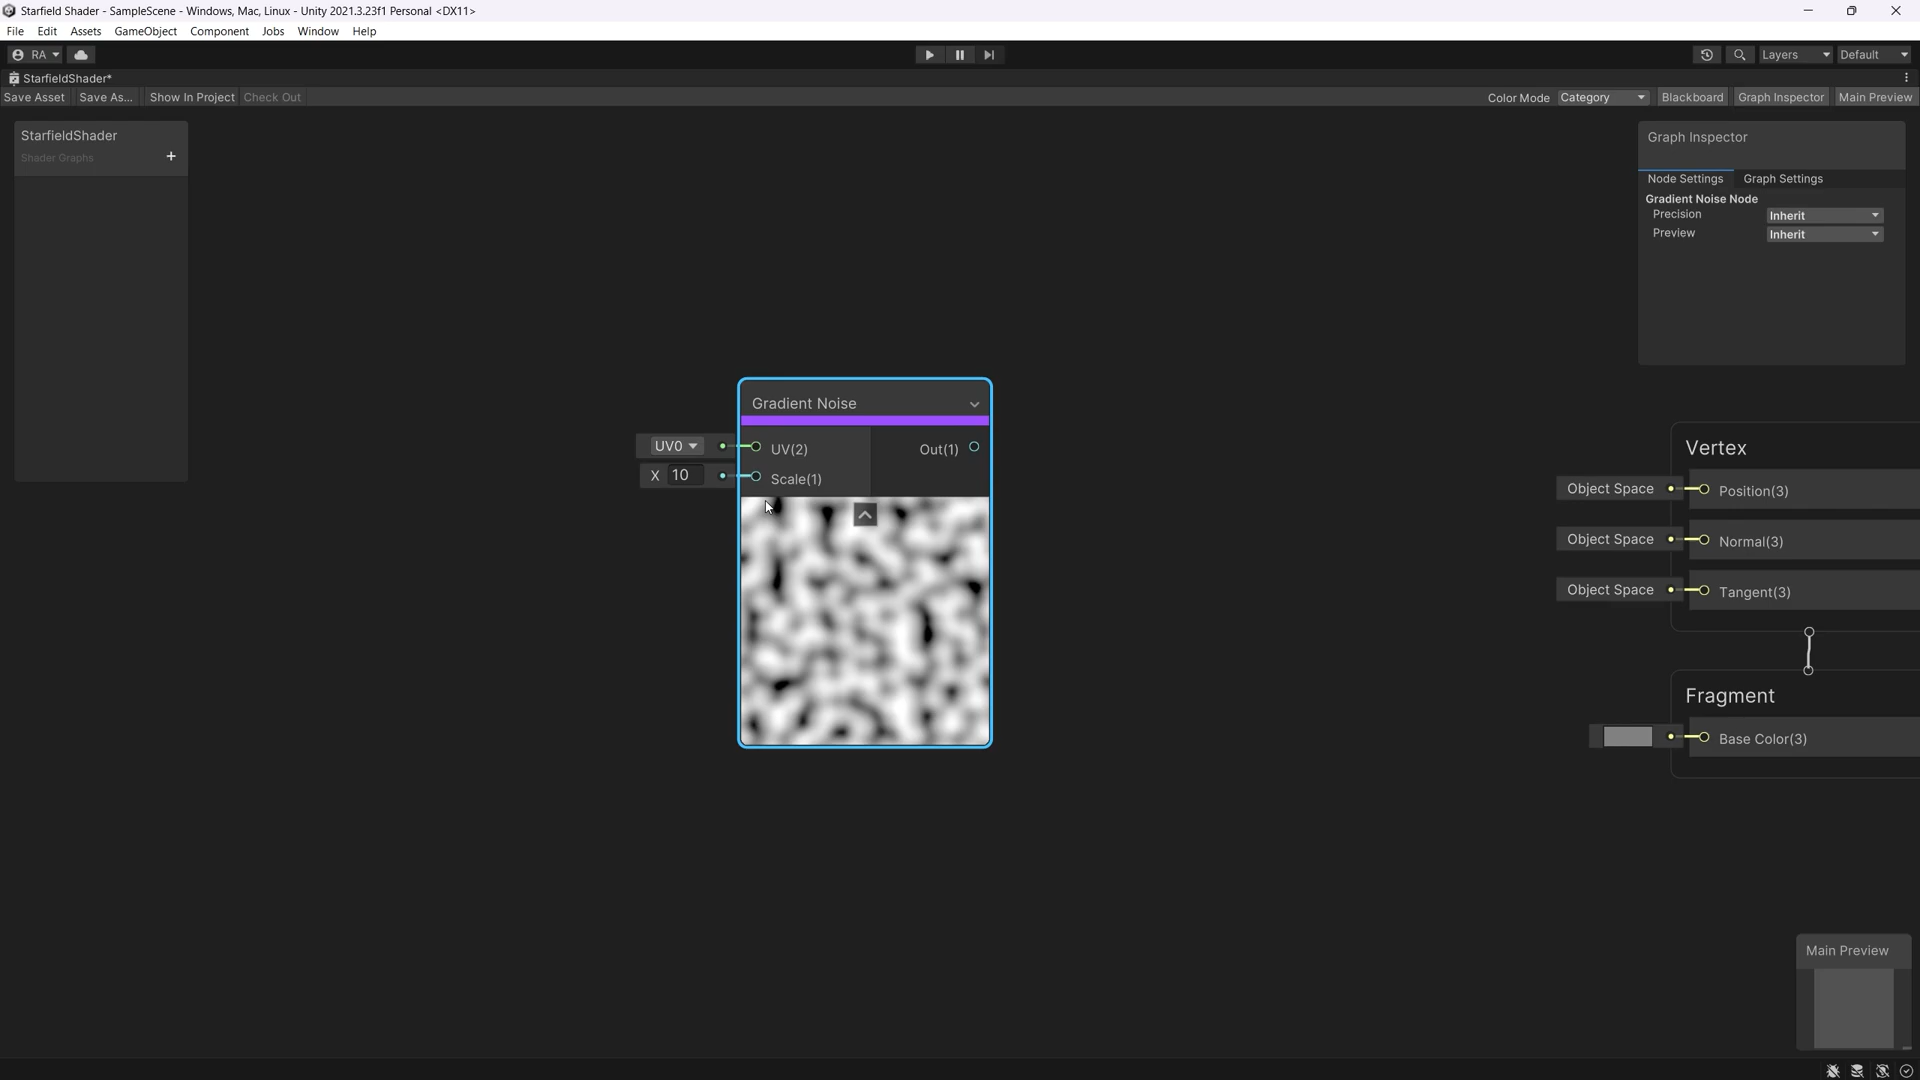 Starfield Shader - SampleScene - Windows, Mac, Linux - Unity 2021.3.23f1 Personal <DX11>
File Edit Assets GameObject Component Jobs Window Help
RA Layers Default
StarfieldShader*
Save Asset Save As... Show In Project Check Out Color Mode Category Blackboard Graph Inspector Main Preview
StarfieldShader
Shader Graphs +
Graph Inspector
Node Settings Graph Settings
Gradient Noise Node
Precision Inherit
Preview Inherit
Gradient Noise
UV0 UV(2) Out(1)
X 10 Scale(1)
Vertex
Object Space Position(3)
Object Space Normal(3)
Object Space Tangent(3)
Fragment
Base Color(3)
Main Preview